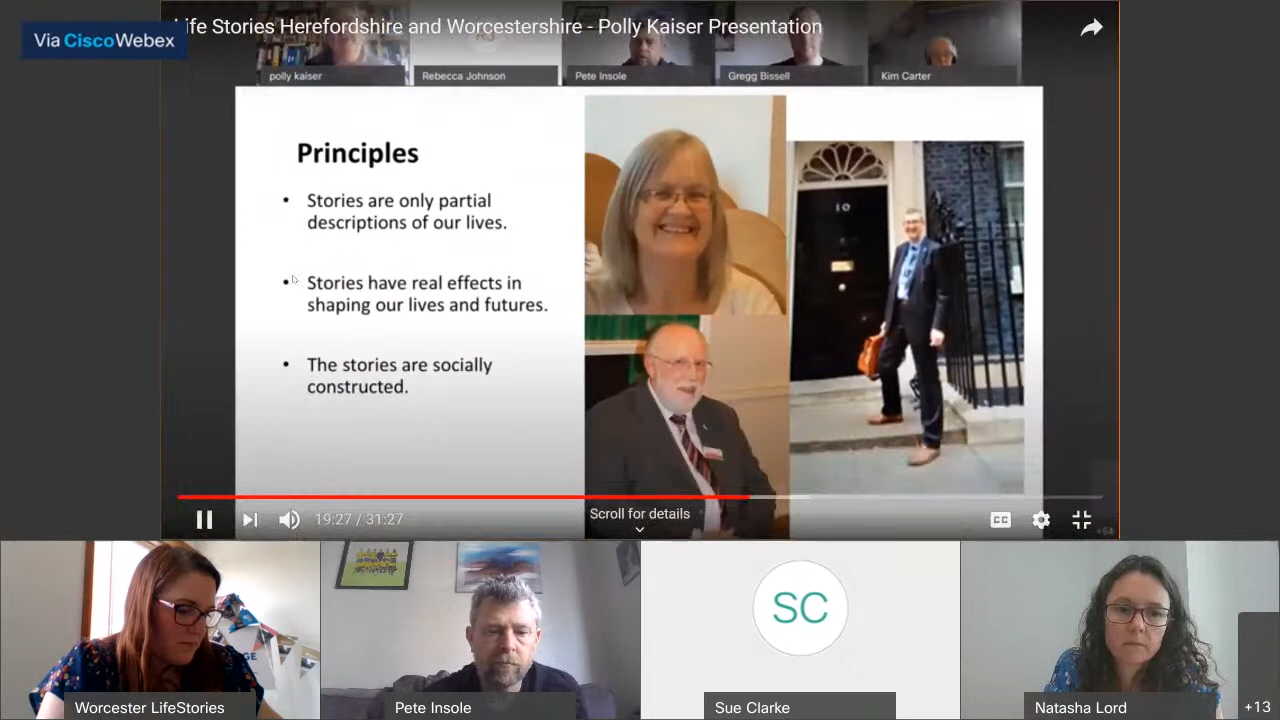 Via CiscoWebex
ife Stories Herefordshire and Worcestershire - Polly Kaiser Presentation
polly kaiser
Rebecca Johnson
Pete Insole
Gregg Bissell
Kim Carter
Principles
• Stories are only partial
descriptions of our lives.
• Stories have real effects in
shaping our lives and futures.
• The stories are socially
constructed.
10
19:27 / 31:27
Scroll for details
CC
SC
Worcester LifeStories
Pete Insole
Sue Clarke
Natasha Lord
+13